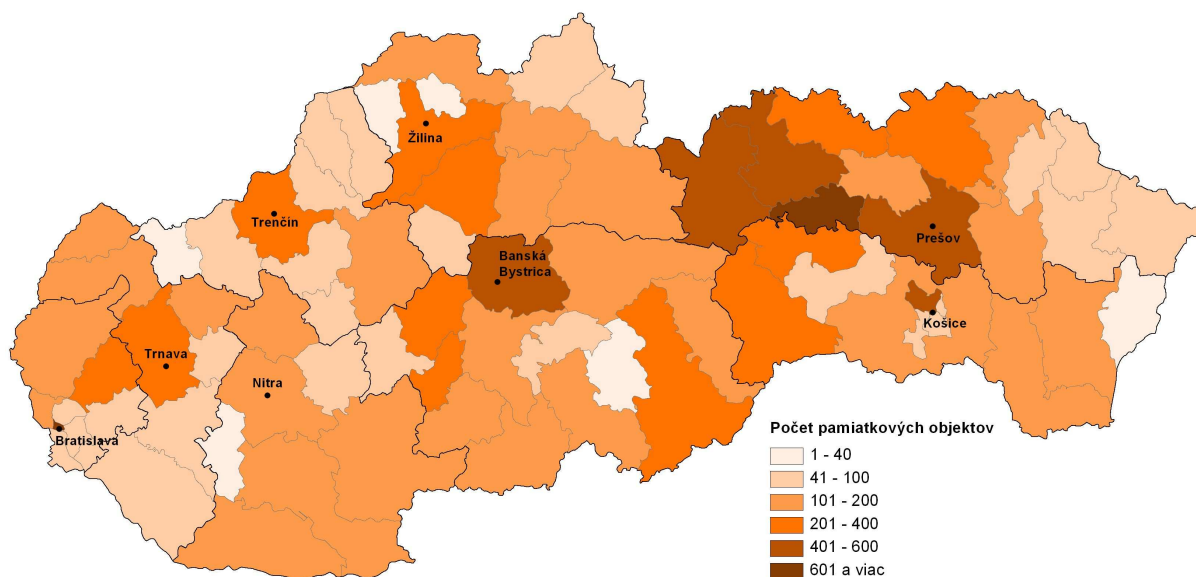 Žilina
Trenčín
Prešov
Banská
Bystrica
Košice
Trnava
Nitra
Bratislava
Počet pamiatkových objektov
1 - 40
41 - 100
101 - 200
201 - 400
401 - 600
601 a viac